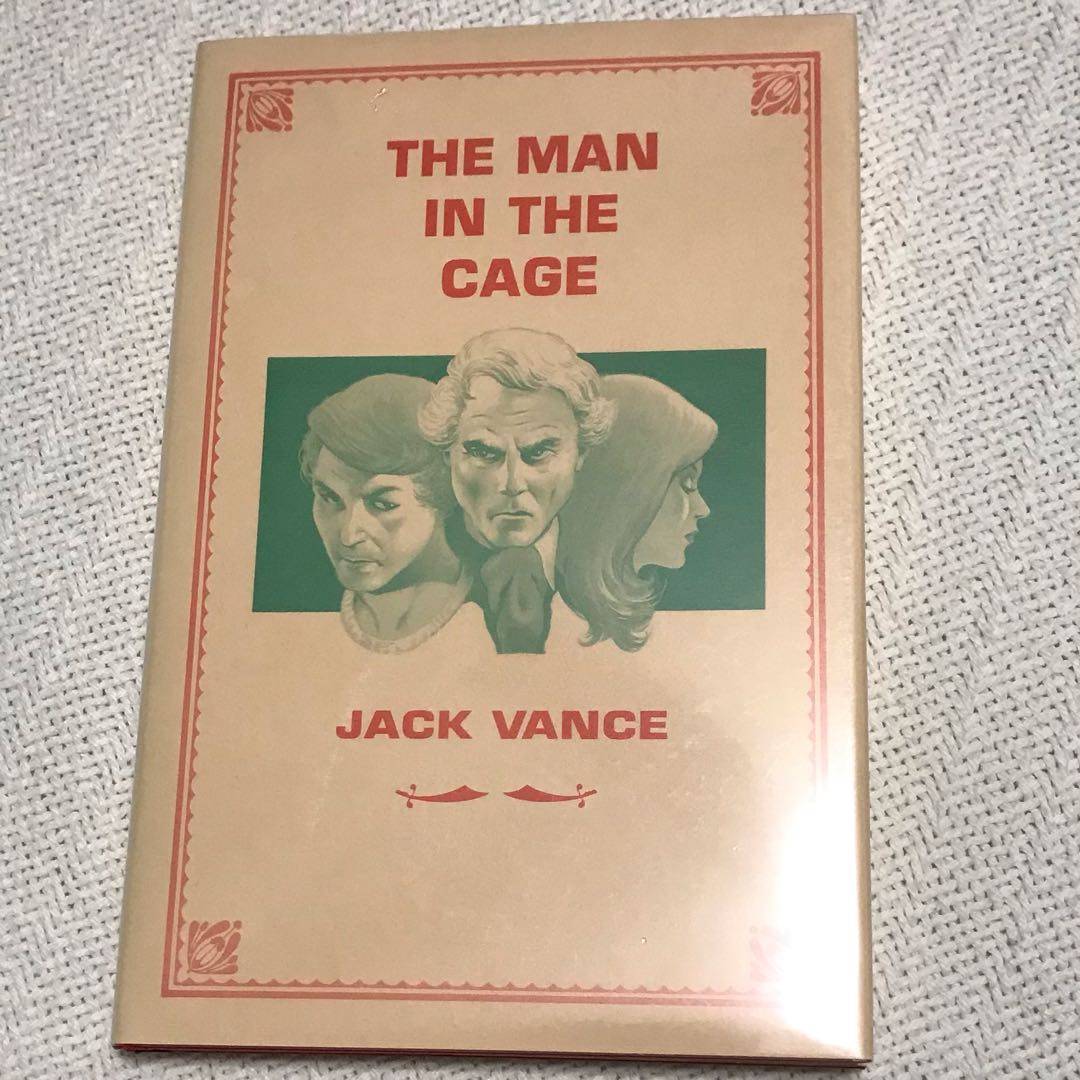 THE MAN
IN THE
CAGE
JACK VANCE